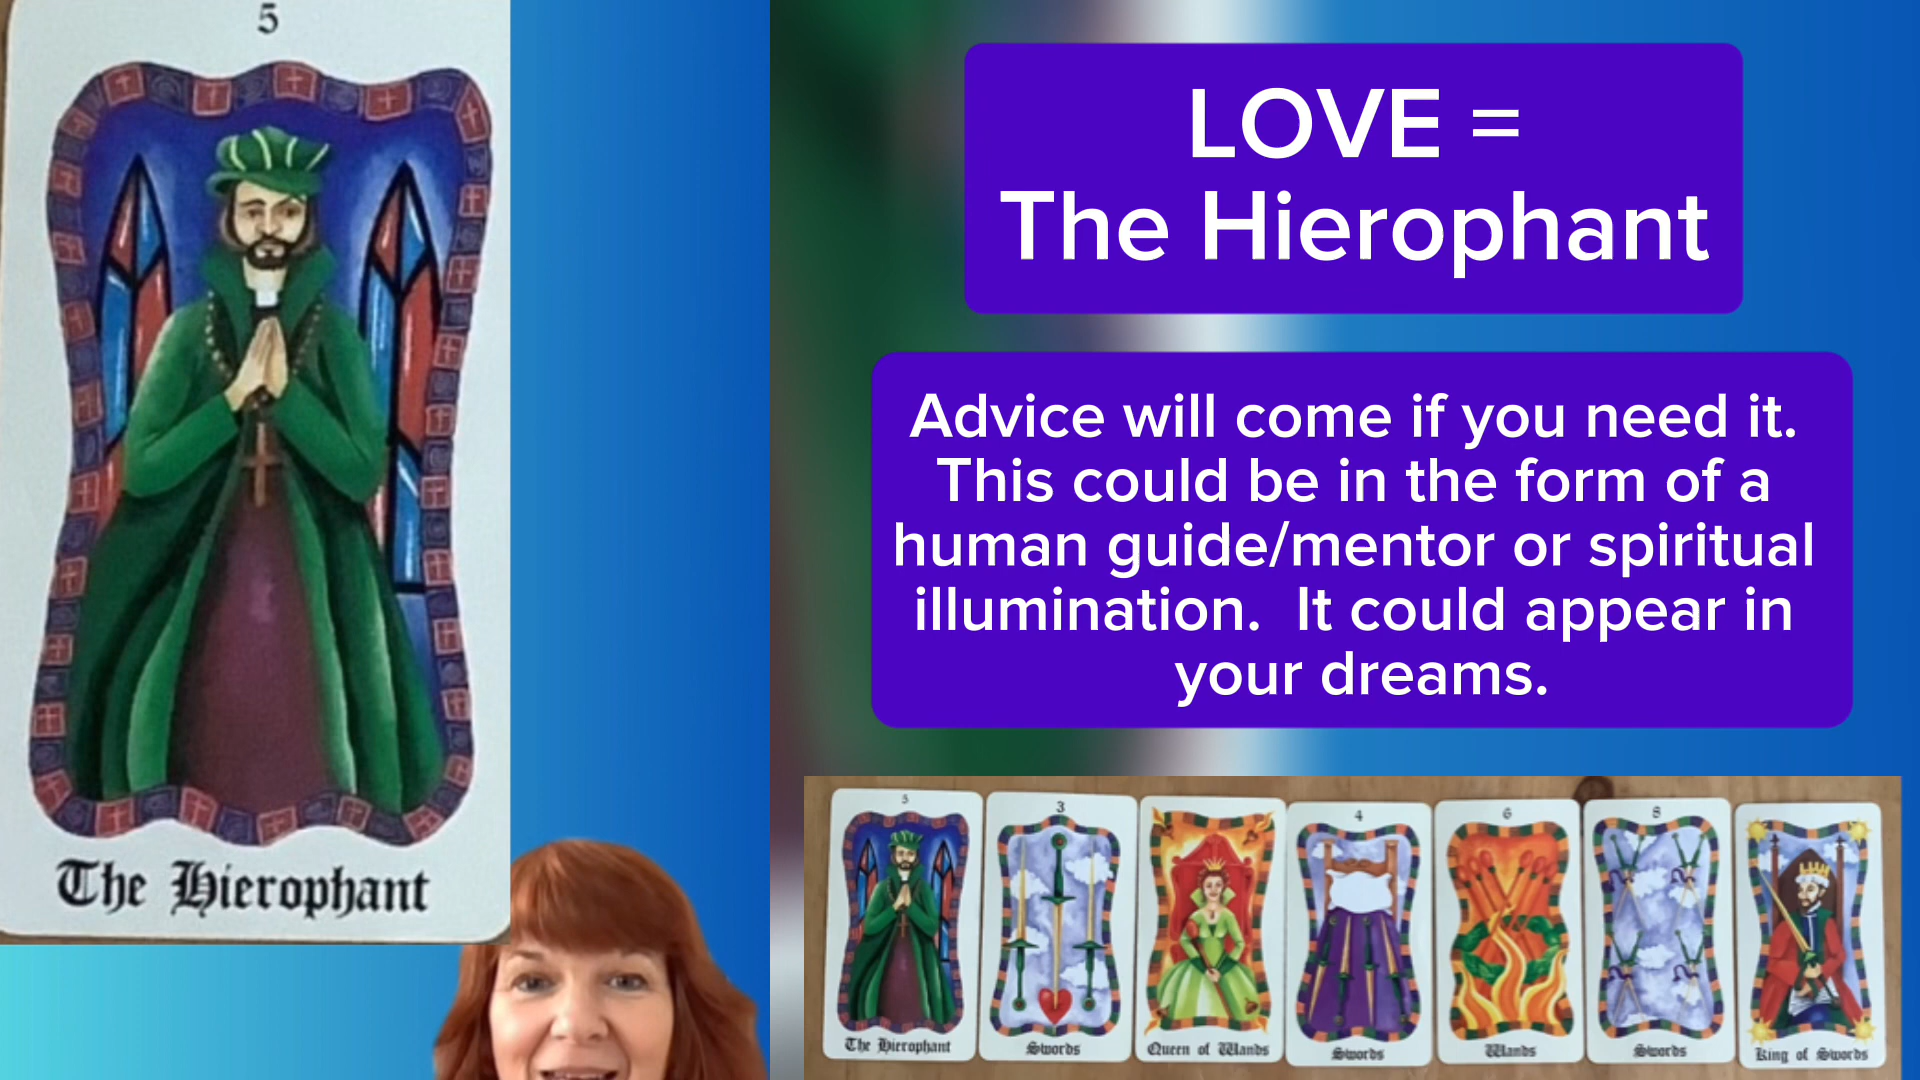 5
The Hierophant
LOVE =
The Hierophant
Advice will come if you need it.
This could be in the form of a
human guide/mentor or spiritual
illumination.  It could appear in
your dreams.
5
The Hierophant
3
Swords
Queen of Wands
4
Swords
6
Wands
8
Swords
King of Swords